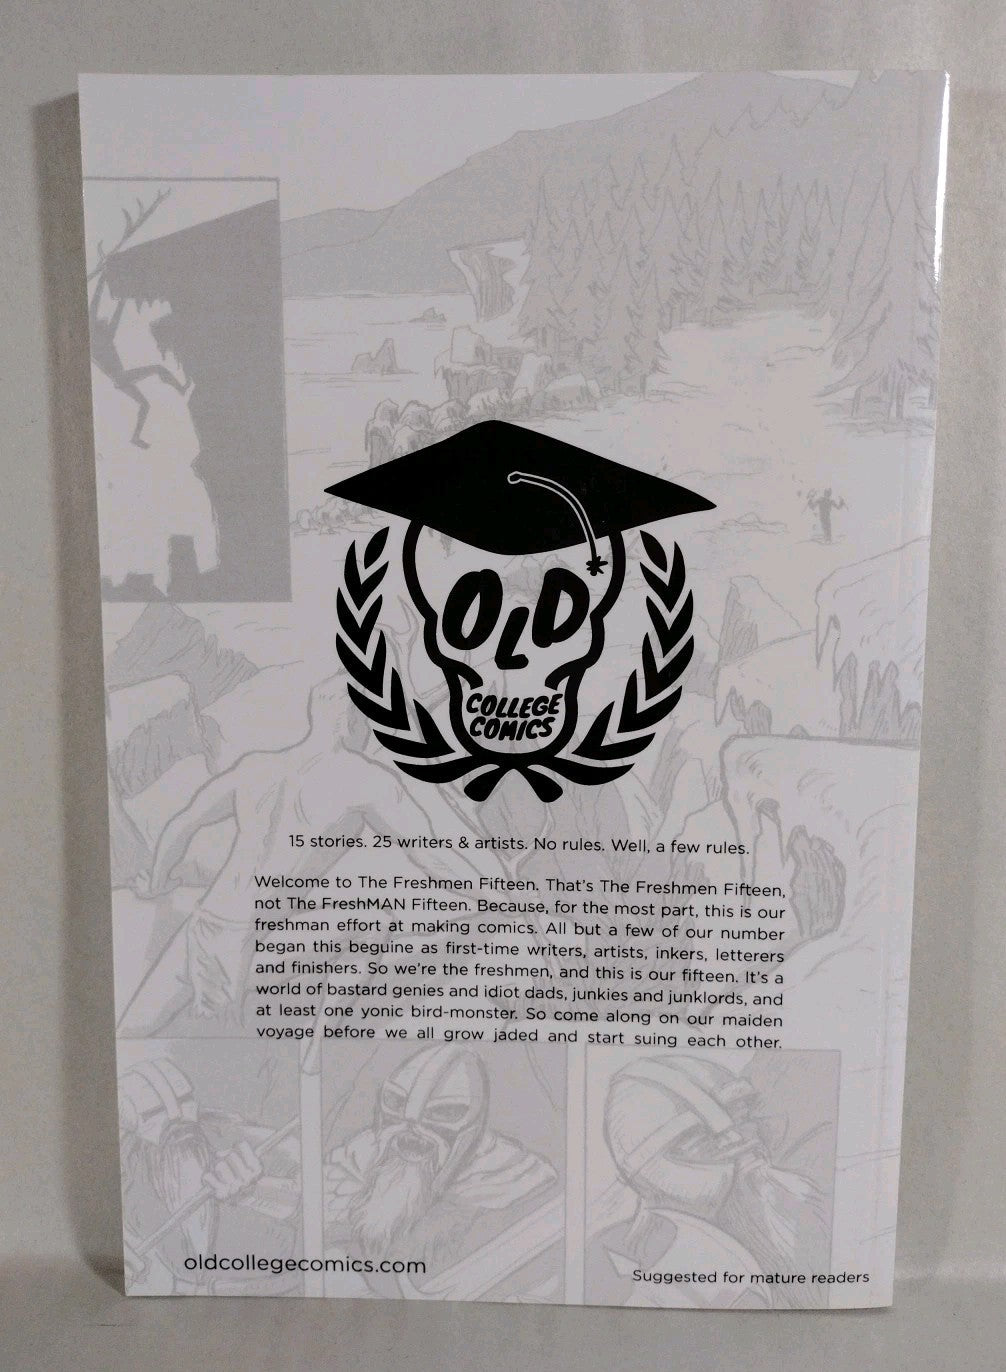 OLD
COLLEGE
COMICS
15 stories. 25 writers & artists. No rules. Well, a few rules.
Welcome to The Freshmen Fifteen. That's The Freshmen Fifteen,
not The FreshMAN Fifteen. Because, for the most part, this is our
freshman effort at making comics. All but a few of our number
began this beguine as first-time writers, artists, inkers, letterers
and finishers. So we're the freshmen, and this is our fifteen. It's a
world of bastard genies and idiot dads, junkies and junklords, and
at least one yonic bird-monster. So come along on our maiden
voyage before we all grow jaded and start suing each other.
oldcollegecomics.com
Suggested for mature readers